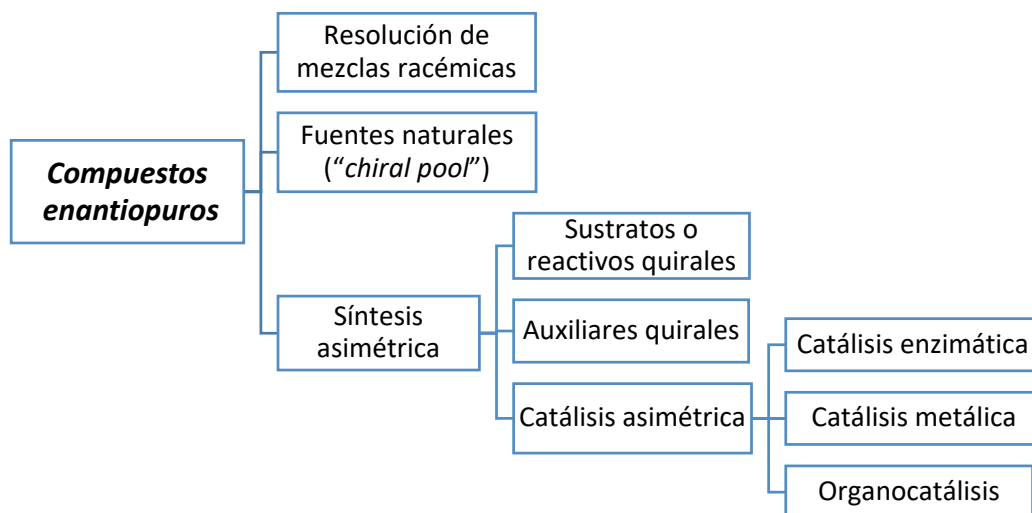 Resolución de
mezclas racémicas
Fuentes naturales
(“chiral pool”)
Compuestos
enantiopuros
Sustratos o
reactivos quirales
Síntesis
asimétrica
Auxiliares quirales
Catálisis asimétrica
Catálisis enzimática
Catálisis metálica
Organocatálisis